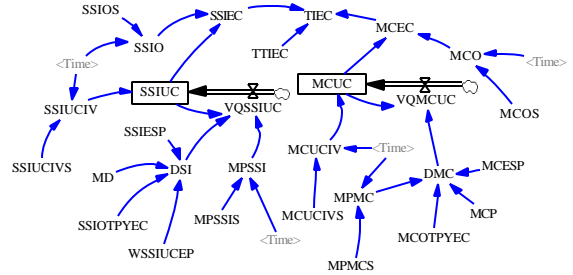 SSIOS
SSIEC
TIEC
MCEC
SSIO
TTIEC
MCO
<Time>
<Time>
SSIUC
MCUC
SSIUCIV
VQSSIUC
VQMCUC
MCOS
SSIESP
MCUCIV
<Time>
SSIUCIVS
MD
DSI
MPSSI
DMC
MCESP
MPMC
SSIOTPYEC
MPSSIS
MCUCIVS
MCP
<Time>
MCOTPYEC
WSSIUCEP
MPMCS